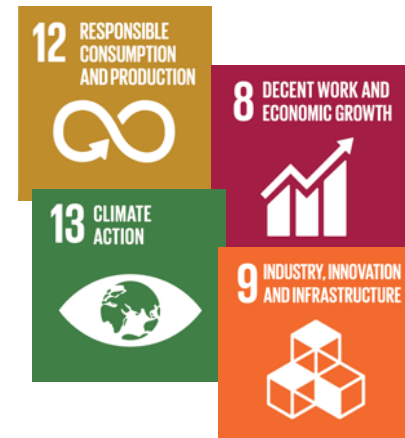 12 RESPONSIBLE
CONSUMPTION
AND PRODUCTION
8 DECENT WORK AND
ECONOMIC GROWTH
13 CLIMATE
ACTION
9 INDUSTRY, INNOVATION
AND INFRASTRUCTURE